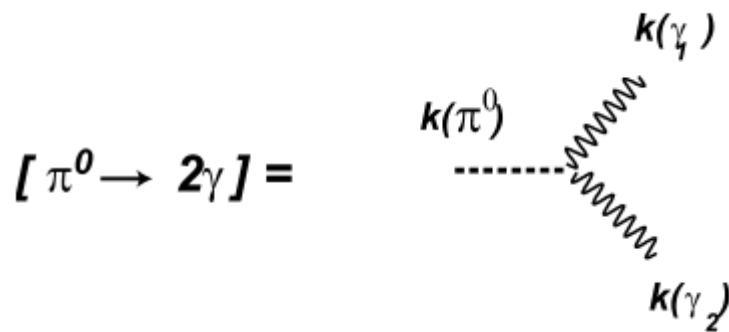 k(γ₁)
k(π⁰)
[ π⁰ → 2γ ] =
k(γ₂)